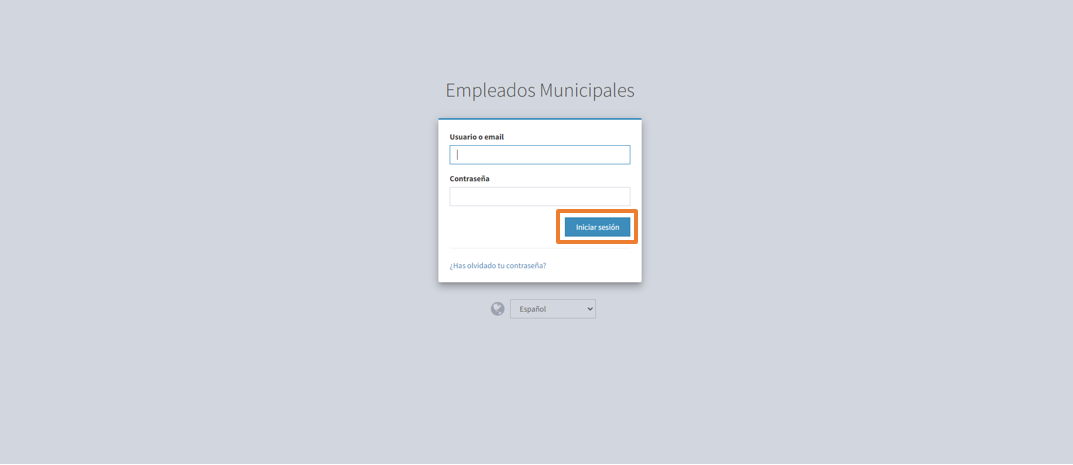 Empleados Municipales
Usuario o email
Contraseña
Iniciar sesión
¿Has olvidado tu contraseña?
Español